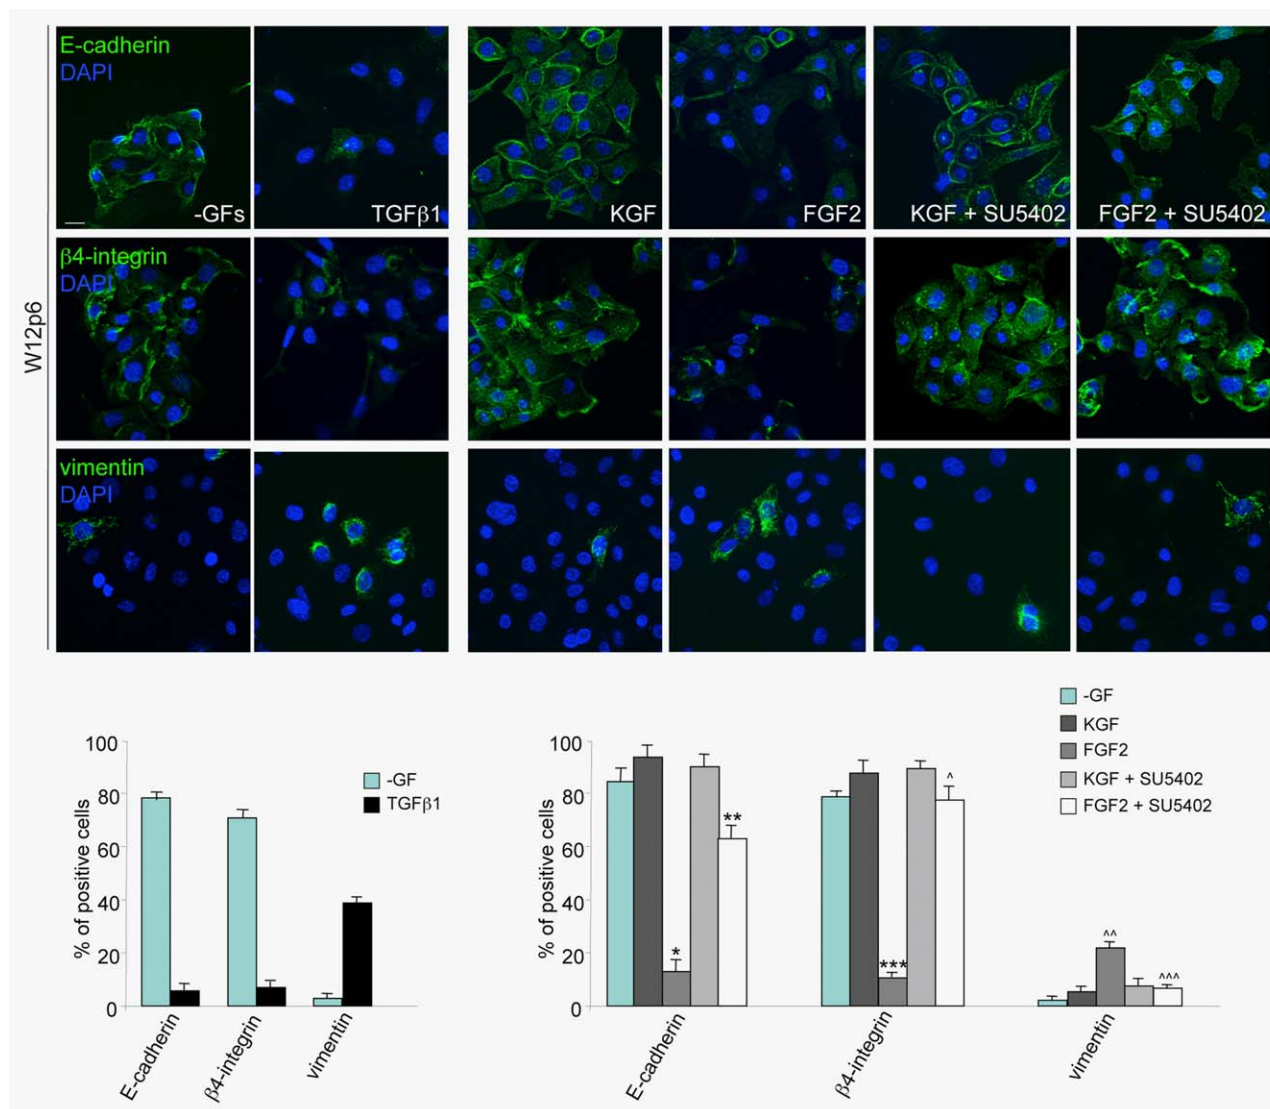 E-cadherin
DAPI
-GFs
TGFβ1
KGF
FGF2
KGF + SU5402
FGF2 + SU5402
β4-integrin
DAPI
W12p6
vimentin
DAPI
-GF
KGF
FGF2
KGF + SU5402
FGF2 + SU5402
100
80
60
40
20
0
% of positive cells
-GF
TGFβ1
E-cadherin
β4-integrin
vimentin
100
80
60
40
20
0
% of positive cells
*
**
***
^
^^
^^^
E-cadherin
β4-integrin
vimentin